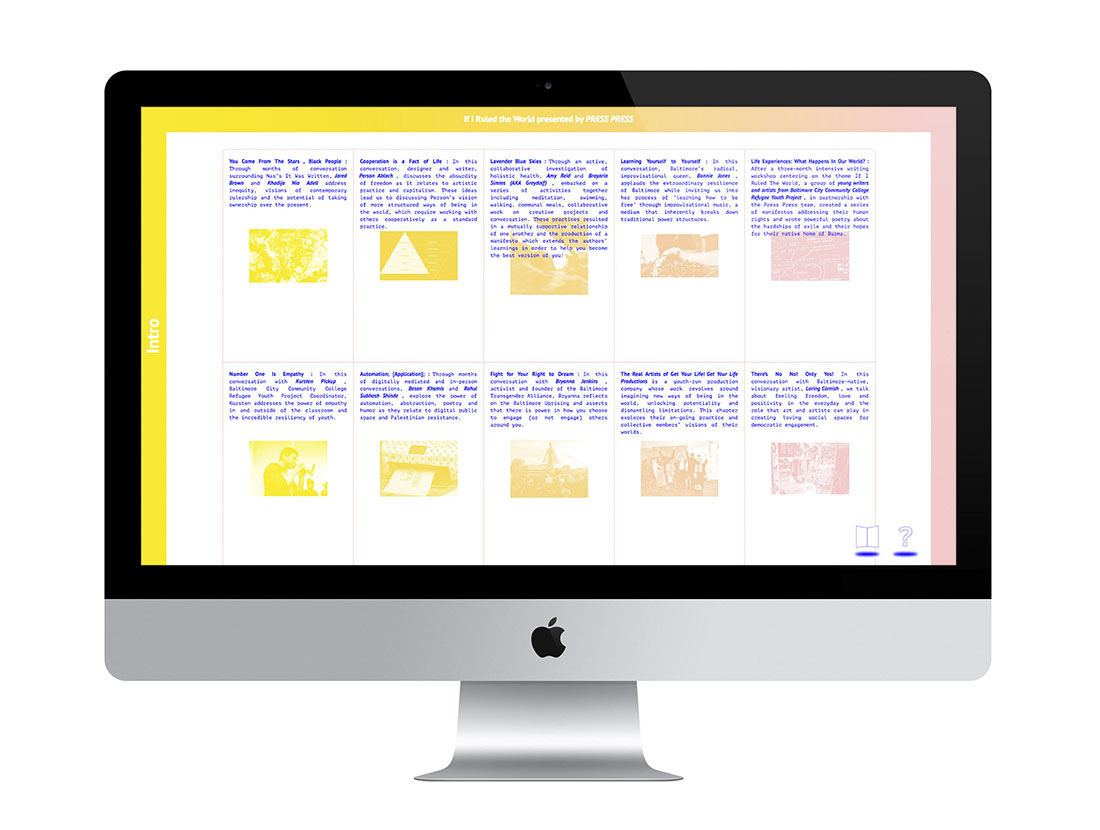 If I Ruled the World presented by PRESS PRESS
Intro
You Come From The Stars , Black People :
Through months of conversation
surrounding Nas's It Was Written, Jared
Brown and Khadija Nia Adell address
inequity, visions of contemporary
rulership and the potential of taking
ownership over the present.
Cooperation is a Fact of Life : In this
conversation, designer and writer,
Person Ablach , discusses the absurdity
of freedom as it relates to artistic
practice and capitalism. These ideas
lead us to discussing Person's vision
of more structured ways of being in
the world, which require working with
others cooperatively as a standard
practice.
Lavender Blue Skies : Through an active,
collaborative investigation of
holistic health, Amy Reid and
Simms (AKA Greydolf) , embarked on a
series of activities together
including meditation, swimming,
walking, communal meals, collaborative
work on creative projects and
conversation. These practices resulted
in a mutually supportive relationship
of one another and the production of a
manifesto which extends the authors'
learnings in order to help you become
the best version of you!
Learning Yourself to Yourself : In this
conversation, Baltimore's radical,
improvisational queen, Bonnie Jones ,
applauds the extraordinary resilience
of Baltimore while inviting us into
her process of 'learning how to be
free' through improvisational music, a
medium that inherently breaks down
traditional power structures.
Life Experiences: What Happens In Our World? :
After a three-month intensive writing
workshop centering on the theme If I
Ruled The World, a group of young writers
and artists from Baltimore City Community College
Refugee Youth Project , in partnership with
the Press Press team, created a series
of manifestos addressing their human
rights and wrote powerful poetry about
the hardships of exile and their hopes
for their native home of Burma.
Number One is Empathy : In this
conversation with Kursten Pickup ,
Baltimore City Community College
Refugee Youth Project Coordinator,
Kursten addresses the power of empathy
in and outside of the classroom and
the incredible resiliency of youth.
Automation; [Application]; : Through months
of digitally mediated and in-person
conversations, Besan Khamis and Rahul
Subhash Shinde , explore the power of
automation, abstraction, poetry and
humor as they relate to digital public
space and Palestinian resistance.
Fight for Your Right to Dream : In this
conversation with Bryanna Jenkins ,
activist and founder of the Baltimore
Transgender Alliance, Bryanna reflects
on the Baltimore Uprising and asserts
that there is power in how you choose
to engage (or not engage) others
around you.
The Real Artists of Get Your Life! Get Your Life
Productions is a youth-run production
company whose work revolves around
imagining new ways of being in the
world, unlocking potentiality and
dismantling limitations. This chapter
explores their on-going practice and
collective members' visions of their
worlds.
There's No No! Only Yes! In this
conversation with Baltimore-native,
visionary artist, Loring Cornish , we talk
about feeling freedom, love and
positivity in the everyday and the
role that art and artists can play in
creating loving social spaces for
democratic engagement.
?